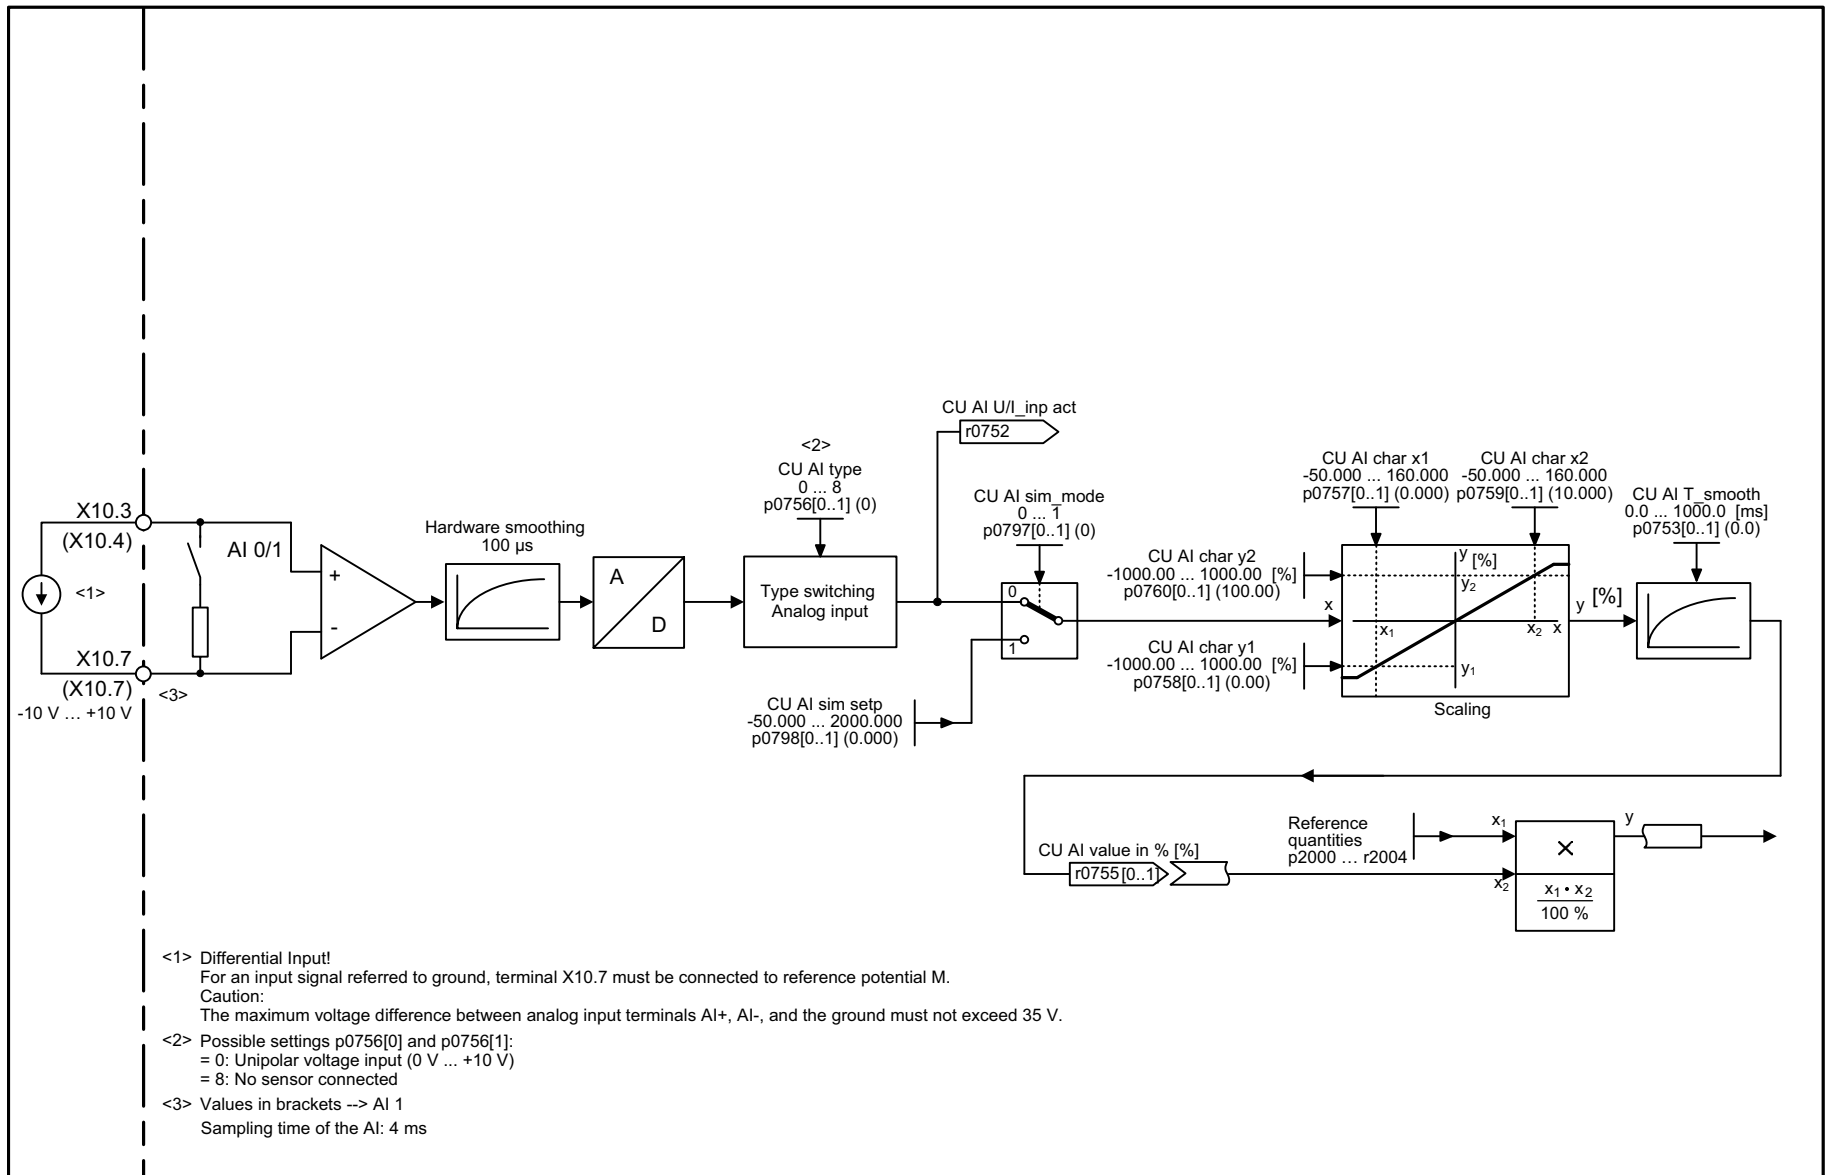 CU AI U/I_inp act
r0752
<2>
CU AI type
0 ... 8
p0756[0..1] (0)
CU AI sim_mode
0 ... 1
p0797[0..1] (0)
CU AI char x1
-50.000 ... 160.000
p0757[0..1] (0.000)
CU AI char x2
-50.000 ... 160.000
p0759[0..1] (10.000)
CU AI T_smooth
0.0 ... 1000.0 [ms]
p0753[0..1] (0.0)
X10.3
(X10.4)
AI 0/1
<1>
+
-
Hardware smoothing
100 µs
A
D
Type switching
Analog input
0
1
CU AI char y2
-1000.00 ... 1000.00 [%]
p0760[0..1] (100.00)
x
CU AI char y1
-1000.00 ... 1000.00 [%]
p0758[0..1] (0.00)
y [%]
y2
x1
x2 x
y1
Scaling
y [%]
X10.7
(X10.7)
<3>
-10 V … +10 V
CU AI sim setp
-50.000 ... 2000.000
p0798[0..1] (0.000)
CU AI value in % [%]
r0755 [0..1]
Reference
quantities
p2000 … r2004
x1
x2
×
x1 • x2
100 %
y
<1> Differential Input!
For an input signal referred to ground, terminal X10.7 must be connected to reference potential M.
Caution:
The maximum voltage difference between analog input terminals AI+, AI-, and the ground must not exceed 35 V.
<2> Possible settings p0756[0] and p0756[1]:
= 0: Unipolar voltage input (0 V ... +10 V)
= 8: No sensor connected
<3> Values in brackets --> AI 1
Sampling time of the AI: 4 ms